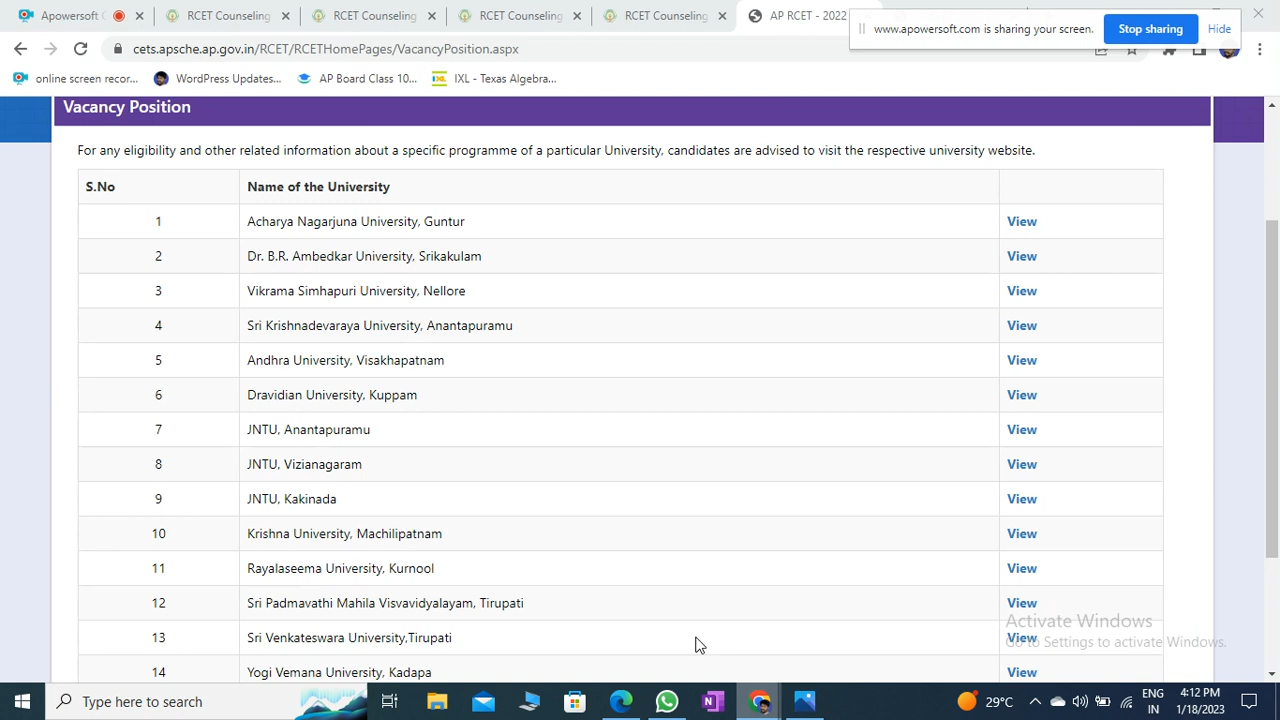 Apowersoft C
RCET Counseling
RCET Counseling
RCET Counseling
RCET Counseling
AP RCET - 2022
www.apowersoft.com is sharing your screen.
Stop sharing
Hide
cets.apsche.ap.gov.in/RCET/RCETHomePages/VacancyPosition.aspx
online screen recor...
WordPress Updates...
AP Board Class 10...
IXL - Texas Algebra...
Vacancy Position
For any eligibility and other related information about a specific programme of a particular University, candidates are advised to visit the respective university website.
S.No Name of the University
1 Acharya Nagarjuna University, Guntur View
2 Dr. B.R. Ambedkar University, Srikakulam View
3 Vikrama Simhapuri University, Nellore View
4 Sri Krishnadevaraya University, Anantapuramu View
5 Andhra University, Visakhapatnam View
6 Dravidian University, Kuppam View
7 JNTU, Anantapuramu View
8 JNTU, Vizianagaram View
9 JNTU, Kakinada View
10 Krishna University, Machilipatnam View
11 Rayalaseema University, Kurnool View
12 Sri Padmavathi Mahila Visvavidyalayam, Tirupati View
13 Sri Venkateswara University,Tirupati View
14 Yogi Vemana University, Kadapa View
Activate Windows
Go to Settings to activate Windows.
Type here to search
29°C
ENG
IN
4:12 PM
1/18/2023